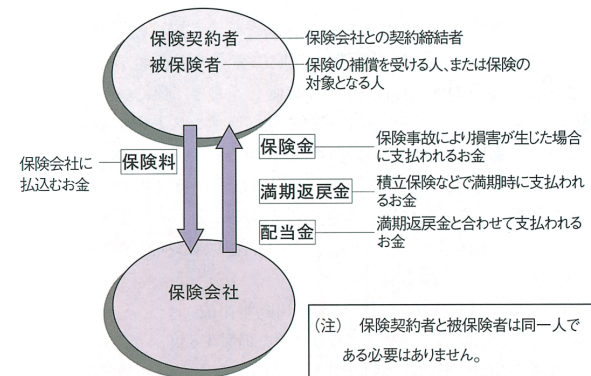 保険契約者
保険会社との契約締結者
被保険者
保険の補償を受ける人、または保険の
対象となる人
保険会社に
払込むお金
保険料
保険金
保険事故により損害が生じた場合
に支払われるお金
満期返戻金
積立保険などで満期時に支払われ
るお金
配当金
満期返戻金と合わせて支払われる
お金
保険会社
(注) 保険契約者と被保険者は同一人で
ある必要はありません。